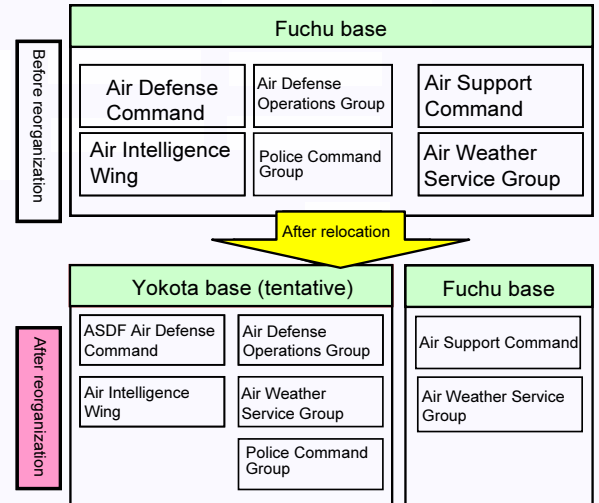 Before reorganization
Fuchu base
Air Defense
Command
Air Defense
Operations Group
Air Support
Command
Air Intelligence
Wing
Police Command
Group
Air Weather
Service Group
After relocation
After reorganization
Yokota base (tentative)
ASDF Air Defense
Command
Air Defense
Operations Group
Air Intelligence
Wing
Air Weather
Service Group
Police Command
Group
Fuchu base
Air Support Command
Air Weather Service
Group